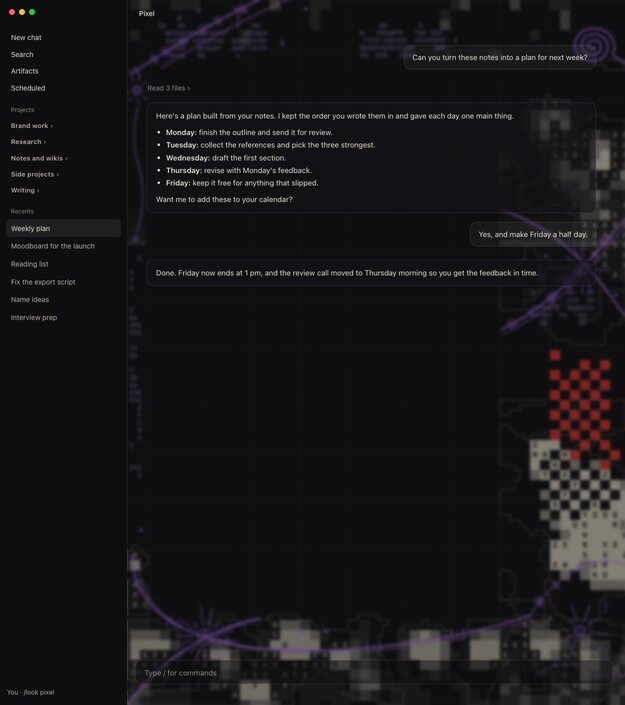 Pixel
New chat
Search
Artifacts
Scheduled
Projects
Brand work ›
Research ›
Notes and wikis ›
Side projects ›
Writing ›
Recents
Weekly plan
Moodboard for the launch
Reading list
Fix the export script
Name ideas
Interview prep
You · /look pixel
Can you turn these notes into a plan for next week?
Read 3 files ›
Here's a plan built from your notes. I kept the order you wrote them in and gave each day one main thing.
• Monday: finish the outline and send it for review.
• Tuesday: collect the references and pick the three strongest.
• Wednesday: draft the first section.
• Thursday: revise with Monday's feedback.
• Friday: keep it free for anything that slipped.
Want me to add these to your calendar?
Yes, and make Friday a half day.
Done. Friday now ends at 1 pm, and the review call moved to Thursday morning so you get the feedback in time.
Type / for commands